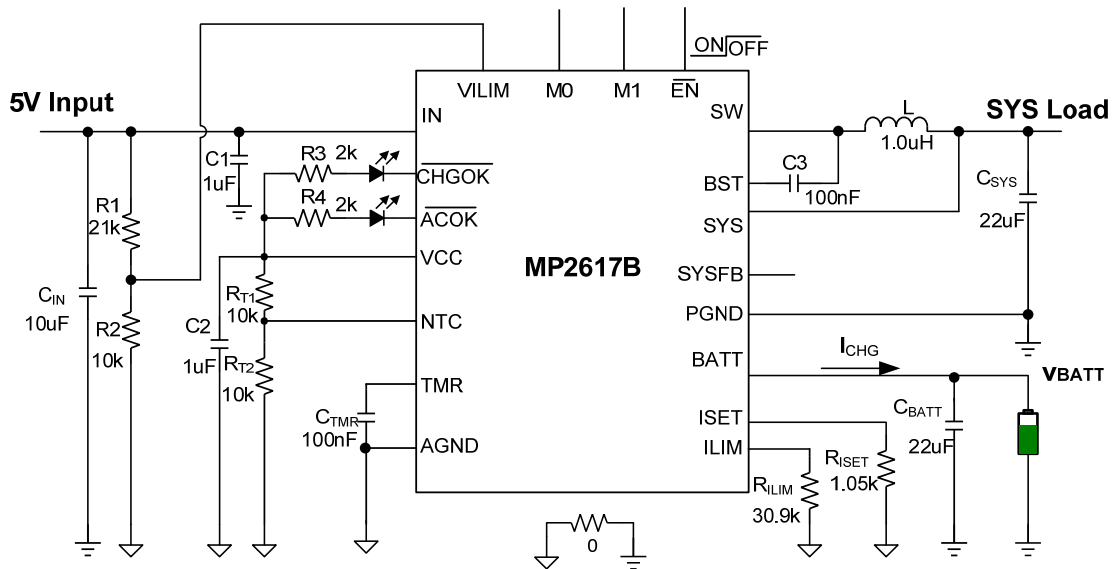 ON OFF
VILIM M0 M1 EN
5V Input
IN
SW
L
1.0uH
SYS Load
C1
1uF
R3 2k
CHGOK
R4 2k
ACOK
BST
C3
100nF
CSYS
22uF
R1
21k
SYS
VCC
MP2617B
SYSFB
CIN
10uF
R2
10k
C2
1uF
RT1
10k
NTC
PGND
RT2
10k
BATT
ICHG
VBATT
TMR
CTMR
100nF
AGND
ISET
ILIM
CBATT
22uF
RISET
1.05k
RILIM
30.9k
0